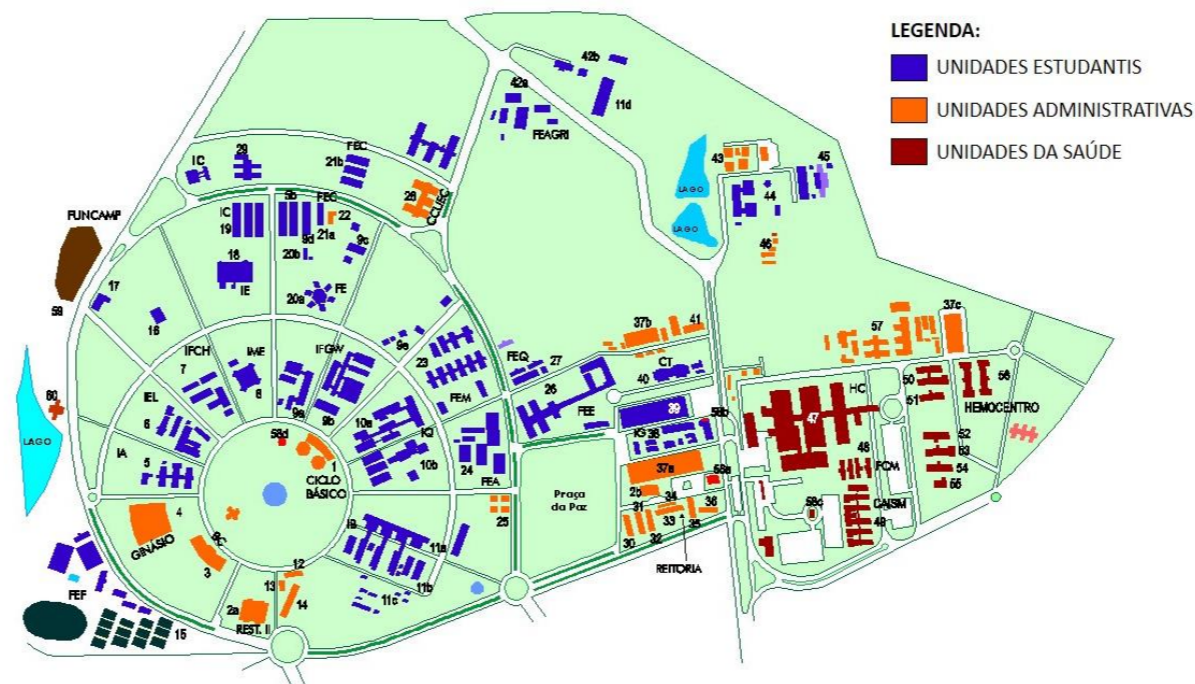 LEGENDA:
UNIDADES ESTUDANTIS
UNIDADES ADMINISTRATIVAS
UNIDADES DA SAÚDE
42b
42a
11d
FEAGRI
FEC
21b
IC
29
28
CCUEC
43
LAGO
LAGO
44
45
46
FUNCAMP
59
IC
19
5b
FEC
22
21a
9d
20b
9c
18
IE
FE
20a
17
16
IFCH
7
IME
8
IFGW
9a
9b
9e
23
FEM
FEQ
27
26
FEE
37b
41
CT
40
39
58b
IG
38
37a
58a
2b
31
34
30
32
33
35
36
REITORIA
57
37c
HC
47
50
51
56
HEMOCENTRO
48
FCM
52
53
54
55
CAISM
49
58c
60
LAGO
IEL
6
IA
5
58d
1
CICLO
BÁSICO
10a
IQ
10b
24
FEA
25
Praça
da Paz
4
GINÁSIO
3
IB
11a
11b
11c
12
13
14
2a
REST. II
FEF
15